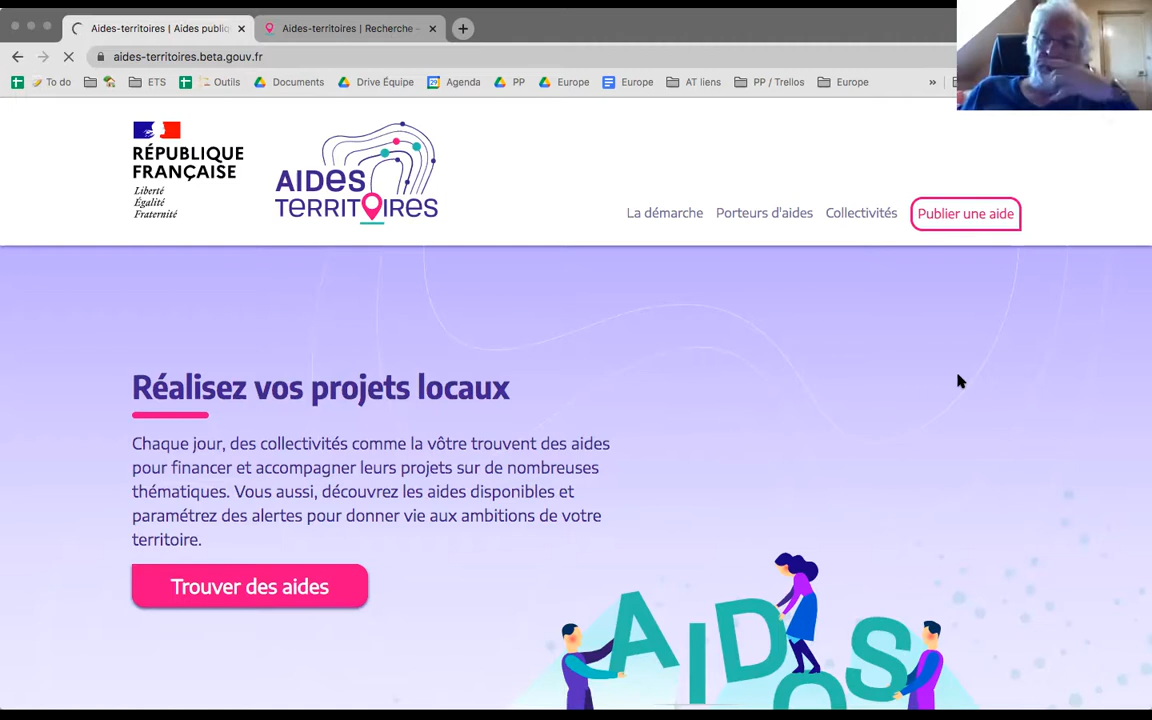 Aides-territoires | Aides publiq
Aides-territoires | Recherche -
aides-territoires.beta.gouv.fr
To do
ETS
Outils
Documents
Drive Équipe
Agenda
PP
Europe
Europe
AT liens
PP / Trellos
Europe
»
RÉPUBLIQUE
FRANÇAISE
Liberté
Égalité
Fraternité
AIDES
TERRITOIRES
La démarche
Porteurs d'aides
Collectivités
Publier une aide
Réalisez vos projets locaux
Chaque jour, des collectivités comme la vôtre trouvent des aides
pour financer et accompagner leurs projets sur de nombreuses
thématiques. Vous aussi, découvrez les aides disponibles et
paramétrez des alertes pour donner vie aux ambitions de votre
territoire.
Trouver des aides
AIDOS